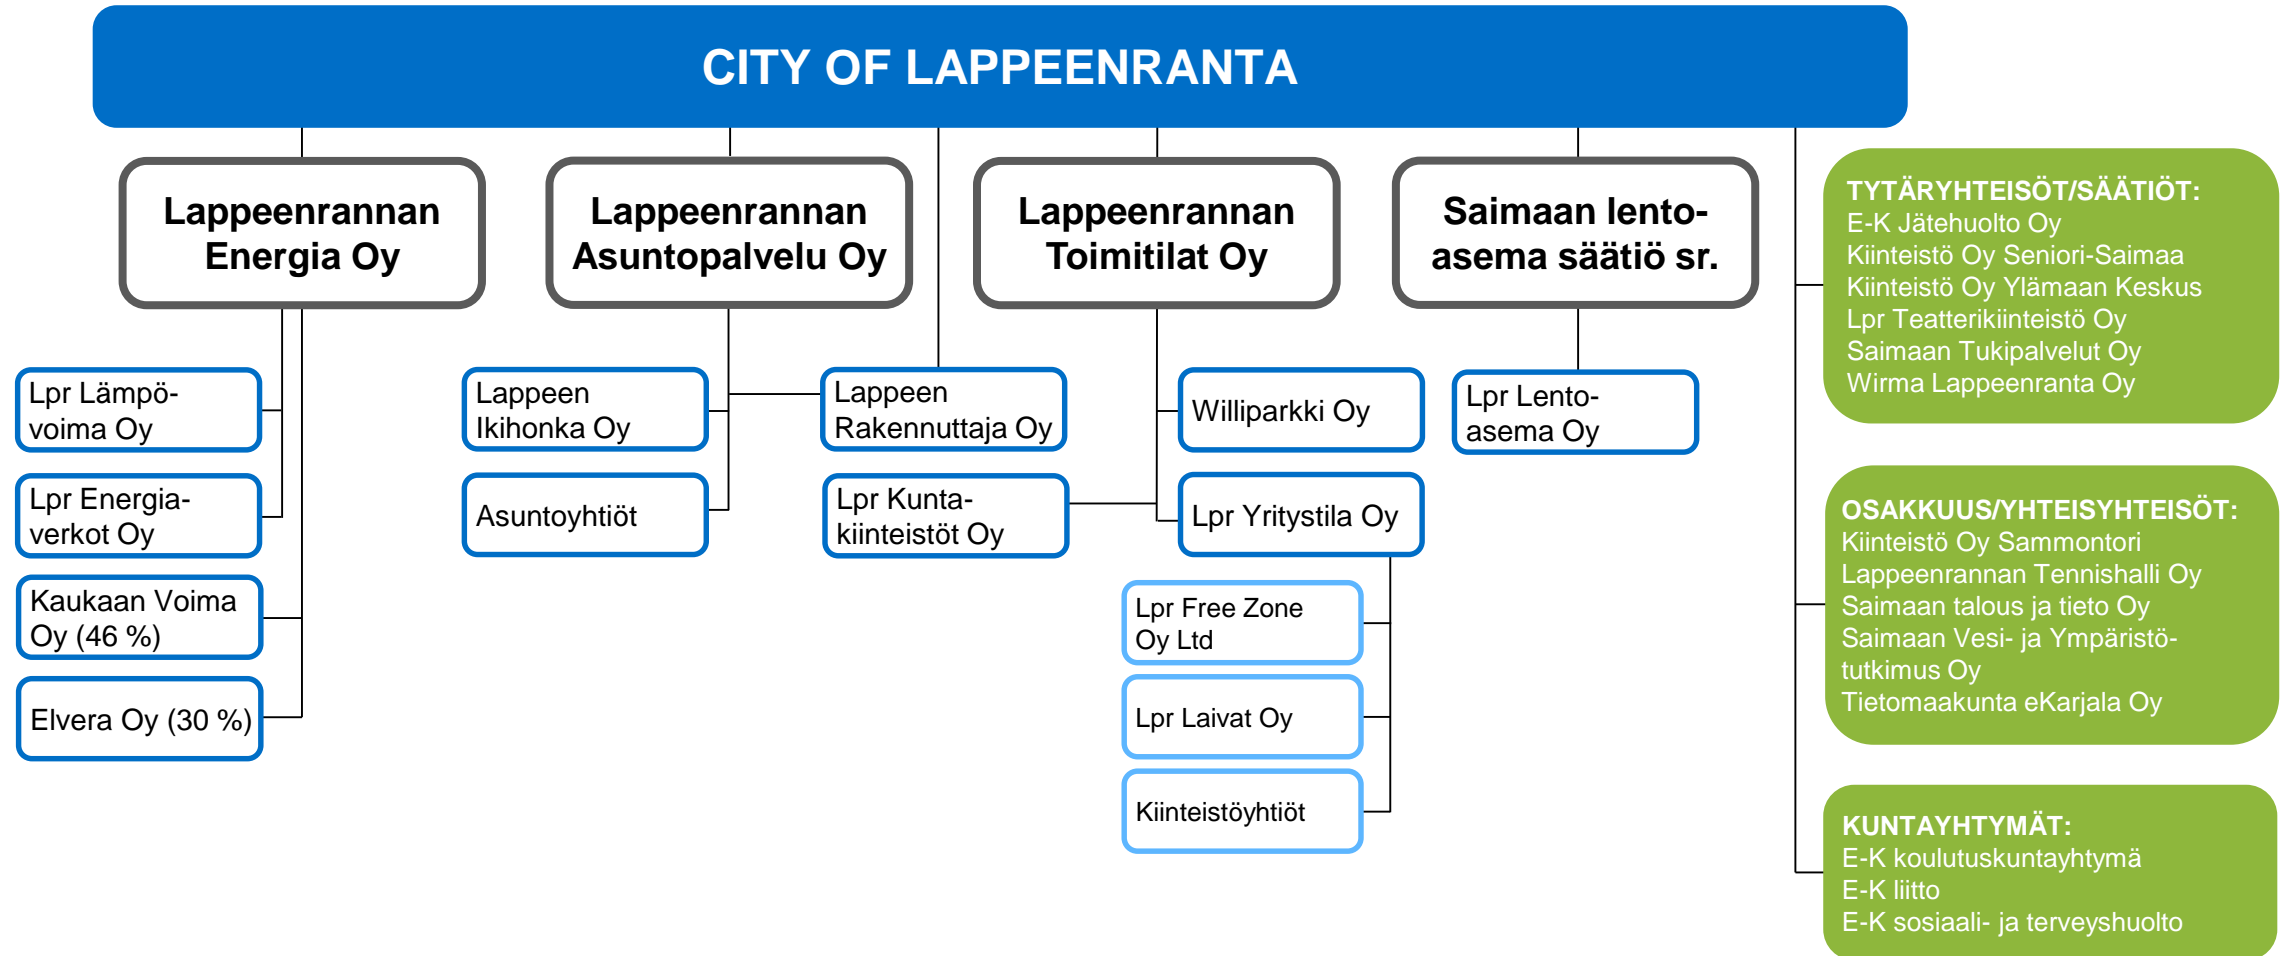 CITY OF LAPPEENRANTA
Lappeenrannan
Energia Oy
Lappeenrannan
Asuntopalvelu Oy
Lappeenrannan
Toimitilat Oy
Saimaan lento-
asema säätiö sr.
Lpr Lämpö-
voima Oy
Lpr Energia-
verkot Oy
Kaukaan Voima
Oy (46 %)
Elvera Oy (30 %)
Lappeen
Ikihonka Oy
Asuntoyhtiöt
Lappeen
Rakennuttaja Oy
Lpr Kunta-
kiinteistöt Oy
Williparkki Oy
Lpr Yritystila Oy
Lpr Free Zone
Oy Ltd
Lpr Laivat Oy
Kiinteistöyhtiöt
Lpr Lento-
asema Oy
TYTÄRYHTEISÖT/SÄÄTIÖT:
E-K Jätehuolto Oy
Kiinteistö Oy Seniori-Saimaa
Kiinteistö Oy Ylämaan Keskus
Lpr Teatterikiinteistö Oy
Saimaan Tukipalvelut Oy
Wirma Lappeenranta Oy
OSAKKUUS/YHTEISYHTEISÖT:
Kiinteistö Oy Sammontori
Lappeenrannan Tennishalli Oy
Saimaan talous ja tieto Oy
Saimaan Vesi- ja Ympäristö-
tutkimus Oy
Tietomaakunta eKarjala Oy
KUNTAYHTYMÄT:
E-K koulutuskuntayhtymä
E-K liitto
E-K sosiaali- ja terveyshuolto